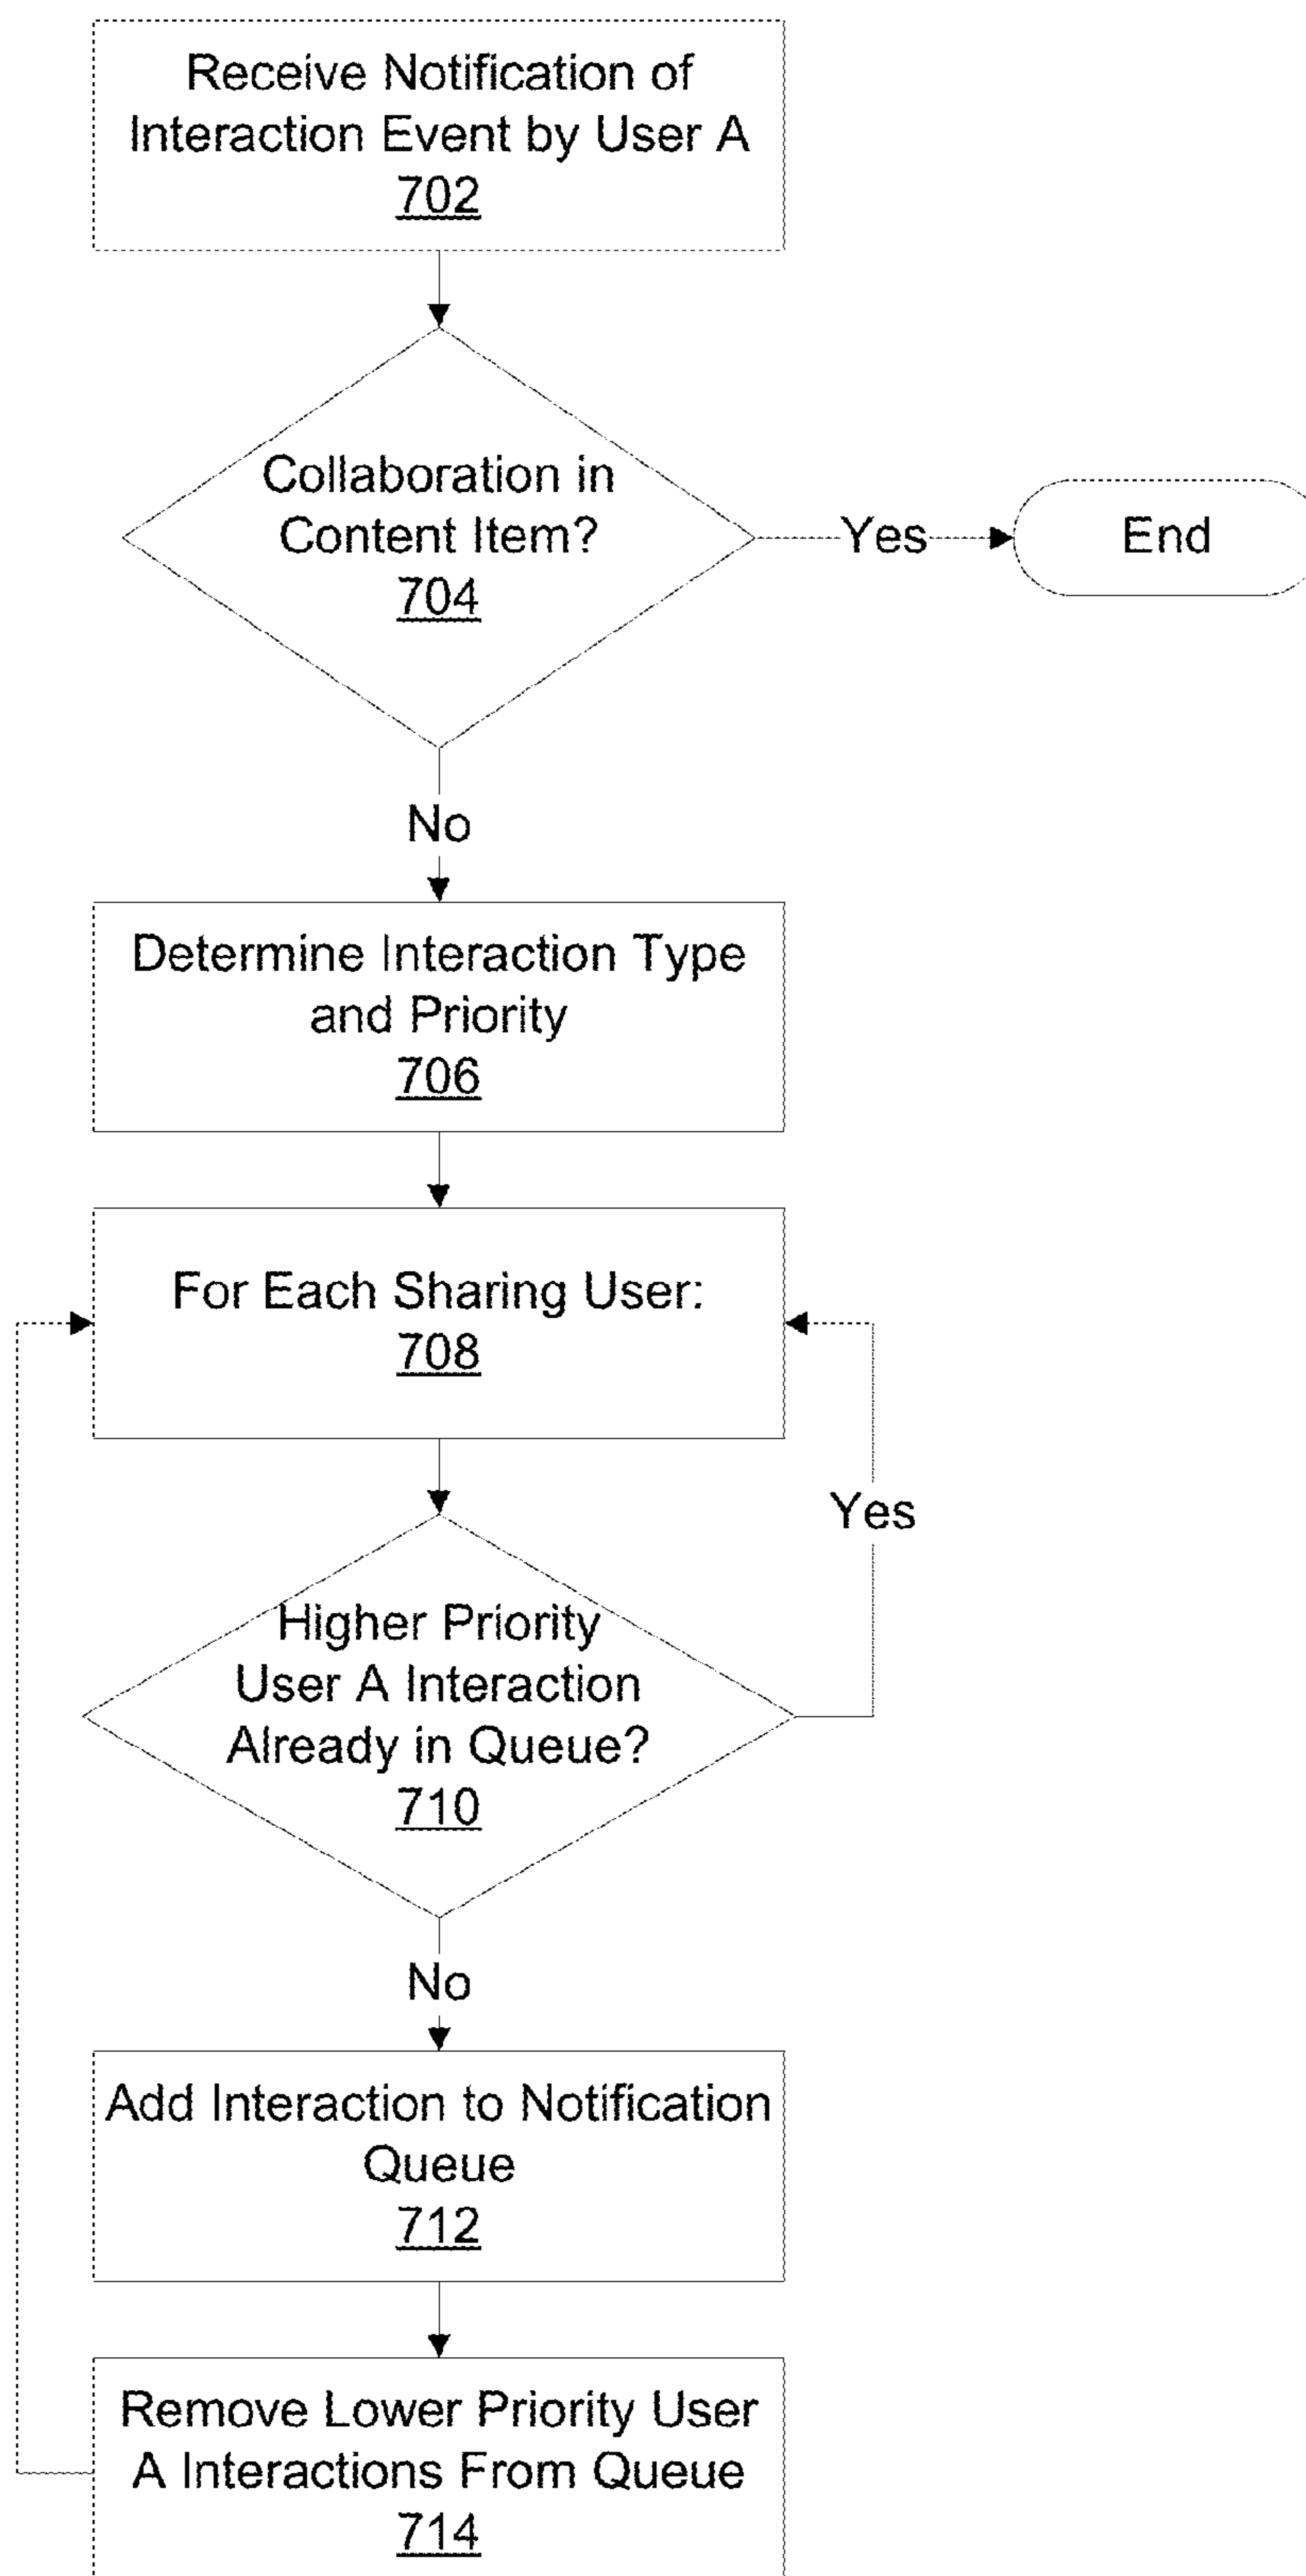 Receive Notification of
Interaction Event by User A
702
Collaboration in
Content Item?
704
Yes
End
No
Determine Interaction Type
and Priority
706
For Each Sharing User:
708
Yes
Higher Priority
User A Interaction
Already in Queue?
710
No
Add Interaction to Notification
Queue
712
Remove Lower Priority User
A Interactions From Queue
714